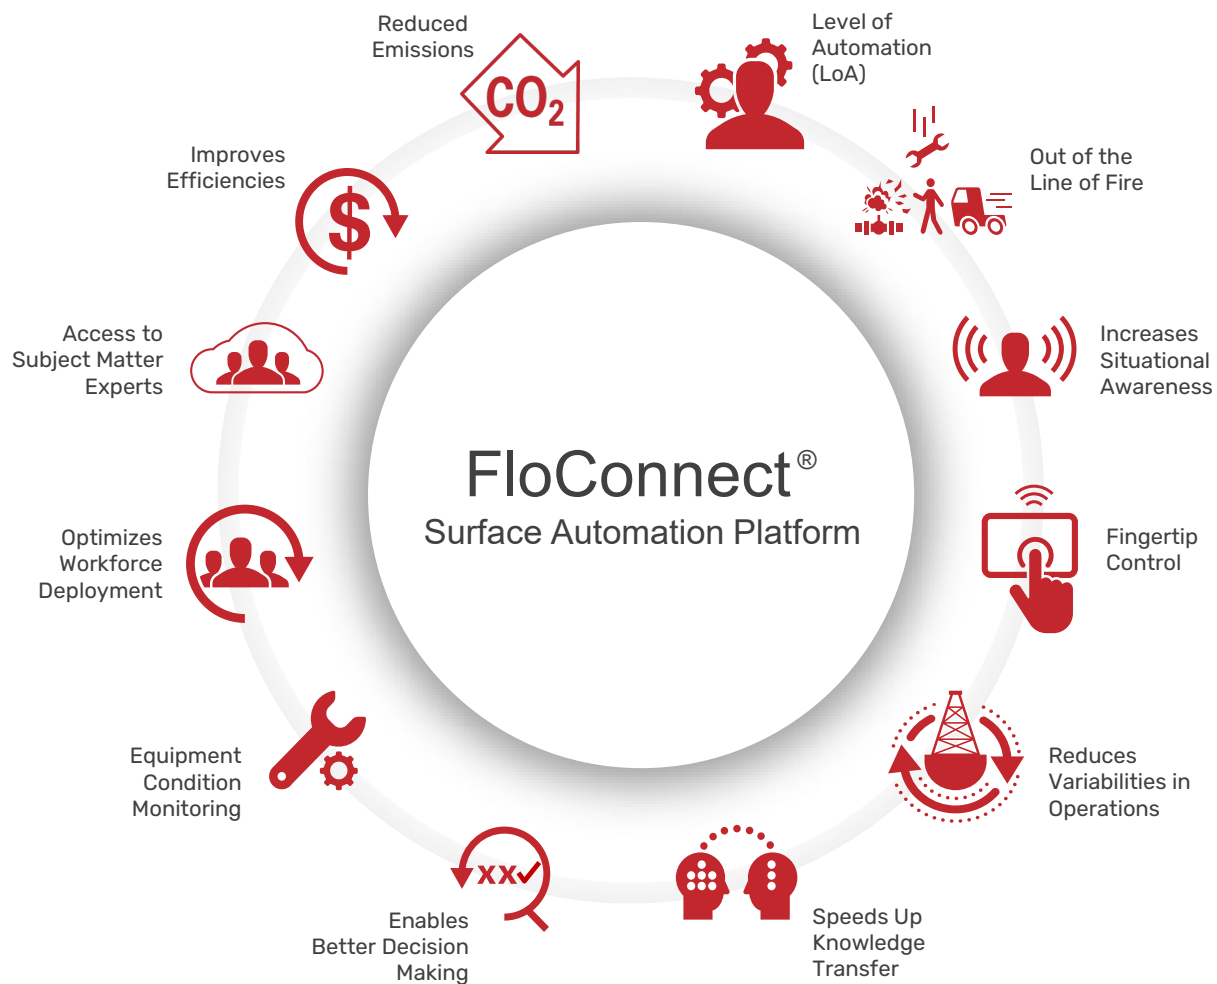 Reduced
Emissions
CO₂
Level of
Automation
(LoA)
Out of the
Line of Fire
Improves
Efficiencies
$
Access to
Subject Matter
Experts
Increases
Situational
Awareness
FloConnect®
Surface Automation Platform
Optimizes
Workforce
Deployment
Fingertip
Control
Equipment
Condition
Monitoring
Reduces
Variabilities in
Operations
xx✓
Enables
Better Decision
Making
Speeds Up
Knowledge
Transfer